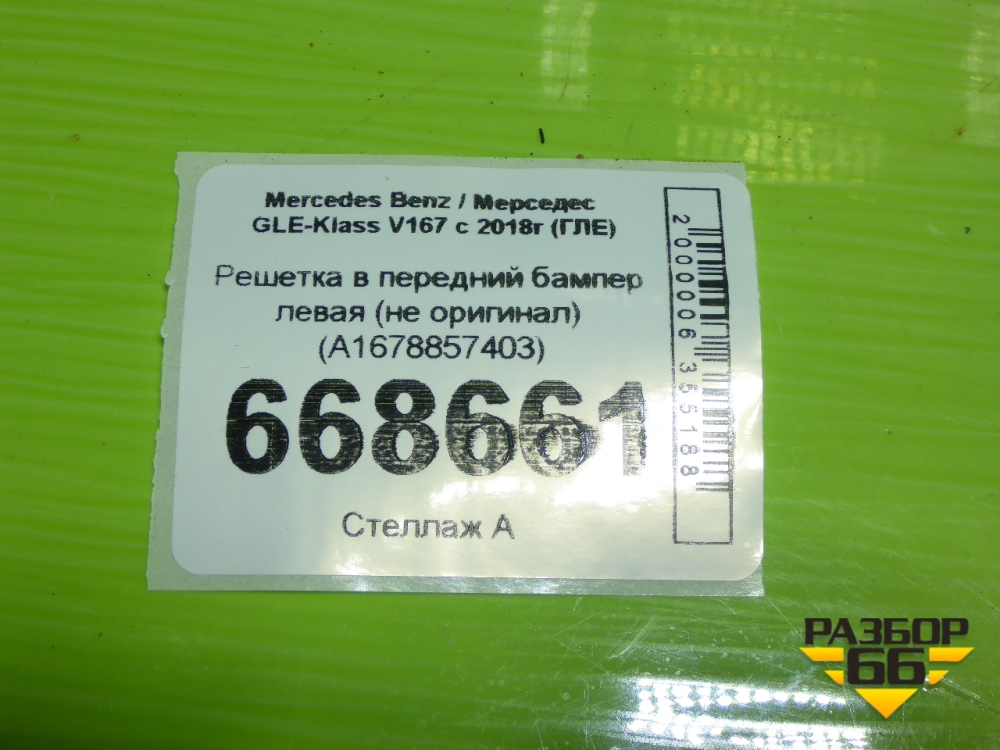 Mercedes Benz / Мерседес
GLE-Klass V167 с 2018г (ГЛЕ)
Решетка в передний бампер
левая (не оригинал)
(A1678857403)
668661
Стеллаж А
2000006355188
РАЗБОР
66